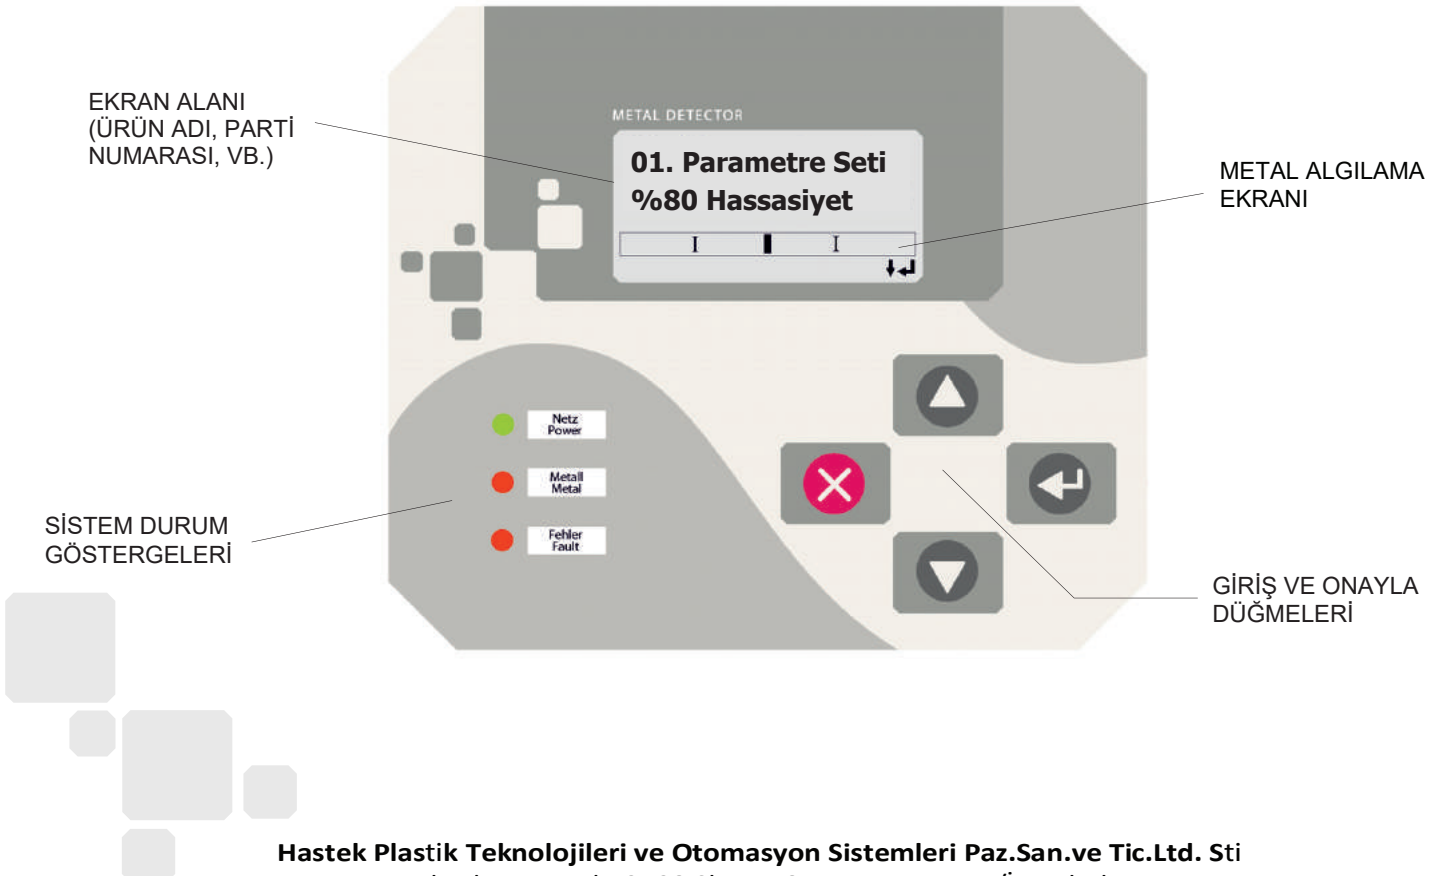 EKRAN ALANI
(ÜRÜN ADI, PARTİ
NUMARASI, VB.)
METAL DETECTOR
01. Parametre Seti
%80 Hassasiyet
METAL ALGILAMA
EKRANI
Netz
Power
Metall
Metal
Fehler
Fault
SİSTEM DURUM
GÖSTERGELERİ
GİRİŞ VE ONAYLA
DÜĞMELERİ
Hastek Plastik Teknolojileri ve Otomasyon Sistemleri Paz.San.ve Tic.Ltd. Sti